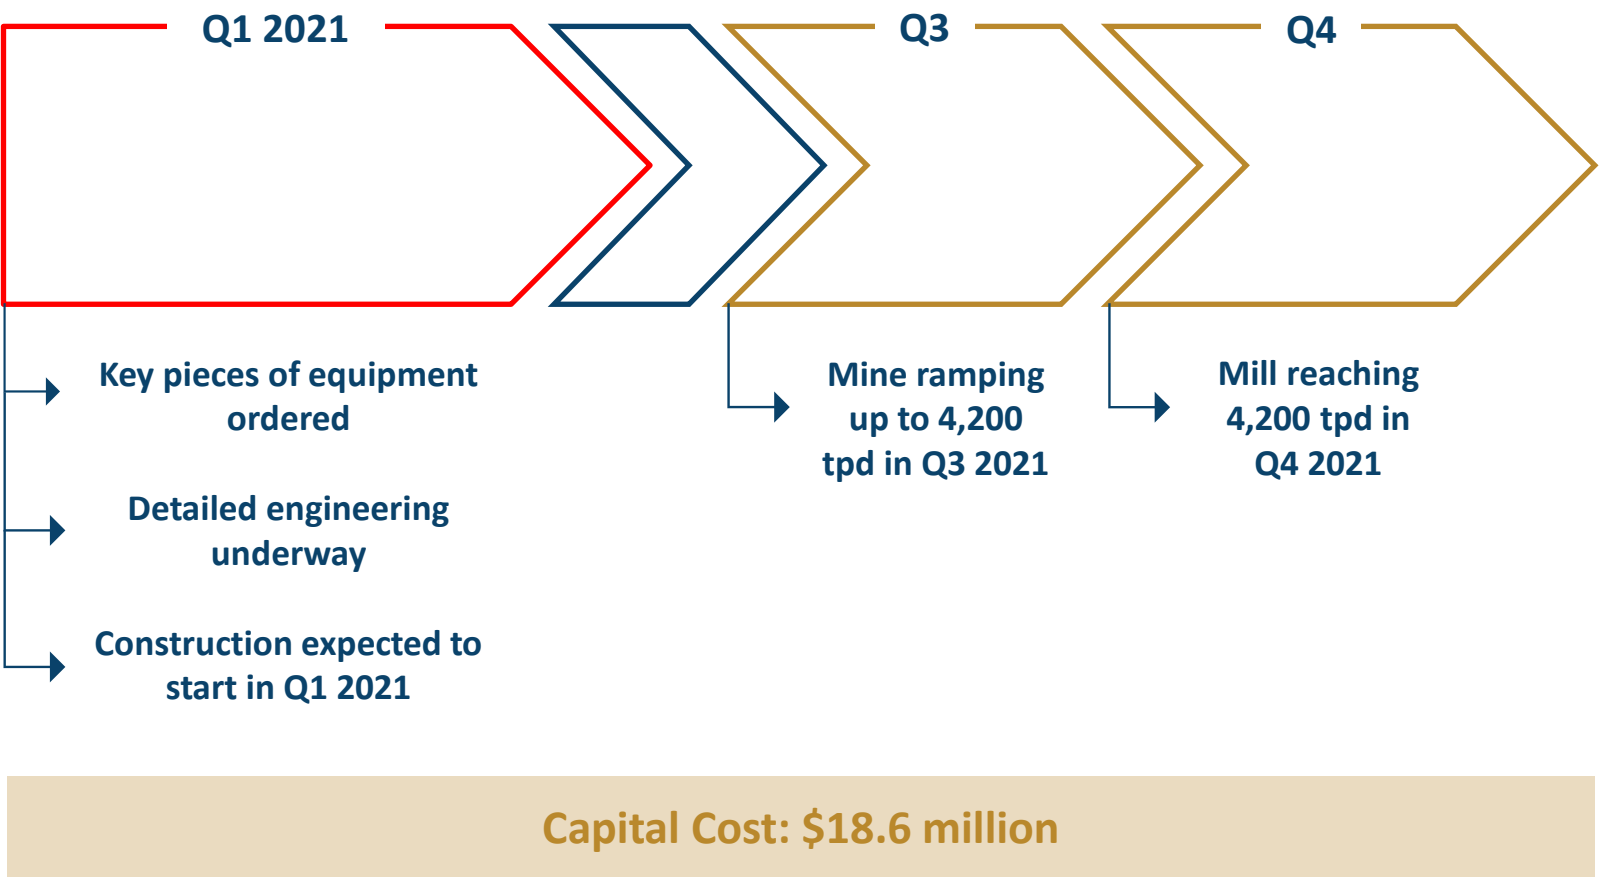 Q1 2021
Q3
Q4
Key pieces of equipment
ordered
Detailed engineering
underway
Construction expected to
start in Q1 2021
Mine ramping
up to 4,200
tpd in Q3 2021
Mill reaching
4,200 tpd in
Q4 2021
Capital Cost: $18.6 million